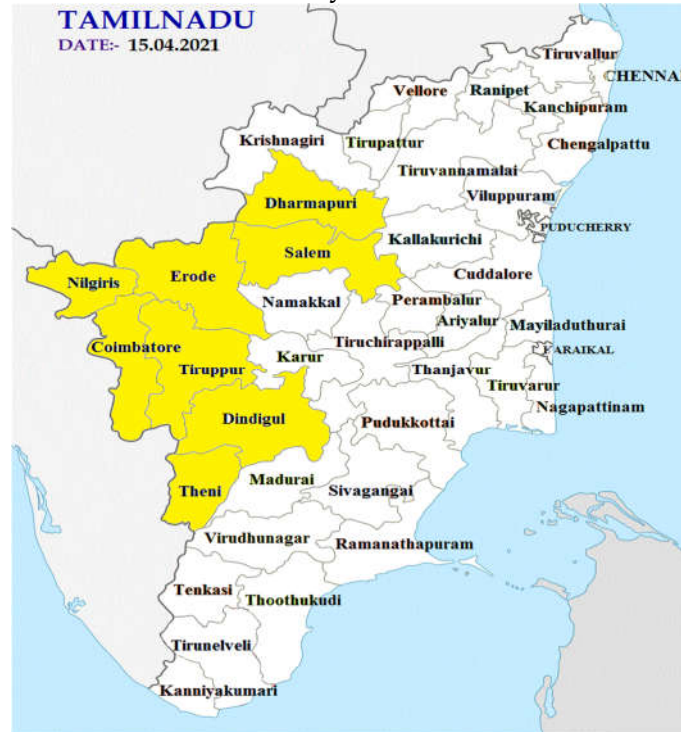 TAMILNADU
DATE:- 15.04.2021
Tiruvallur
CHENNAI
Vellore
Ranipet
Kanchipuram
Krishnagiri
Tirupattur
Chengalpattu
Tiruvannamalai
Viluppuram
Dharmapuri
PUDUCHERRY
Kallakurichi
Salem
Nilgiris
Erode
Cuddalore
Namakkal
Perambalur
Ariyalur
Mayiladuthurai
Tiruchirappalli
Coimbatore
Karur
KARAIKAL
Tiruppur
Thanjavur
Tiruvarur
Nagapattinam
Dindigul
Pudukkottai
Madurai
Theni
Sivagangai
Virudhunagar
Ramanathapuram
Tenkasi
Thoothukudi
Tirunelveli
Kanniyakumari